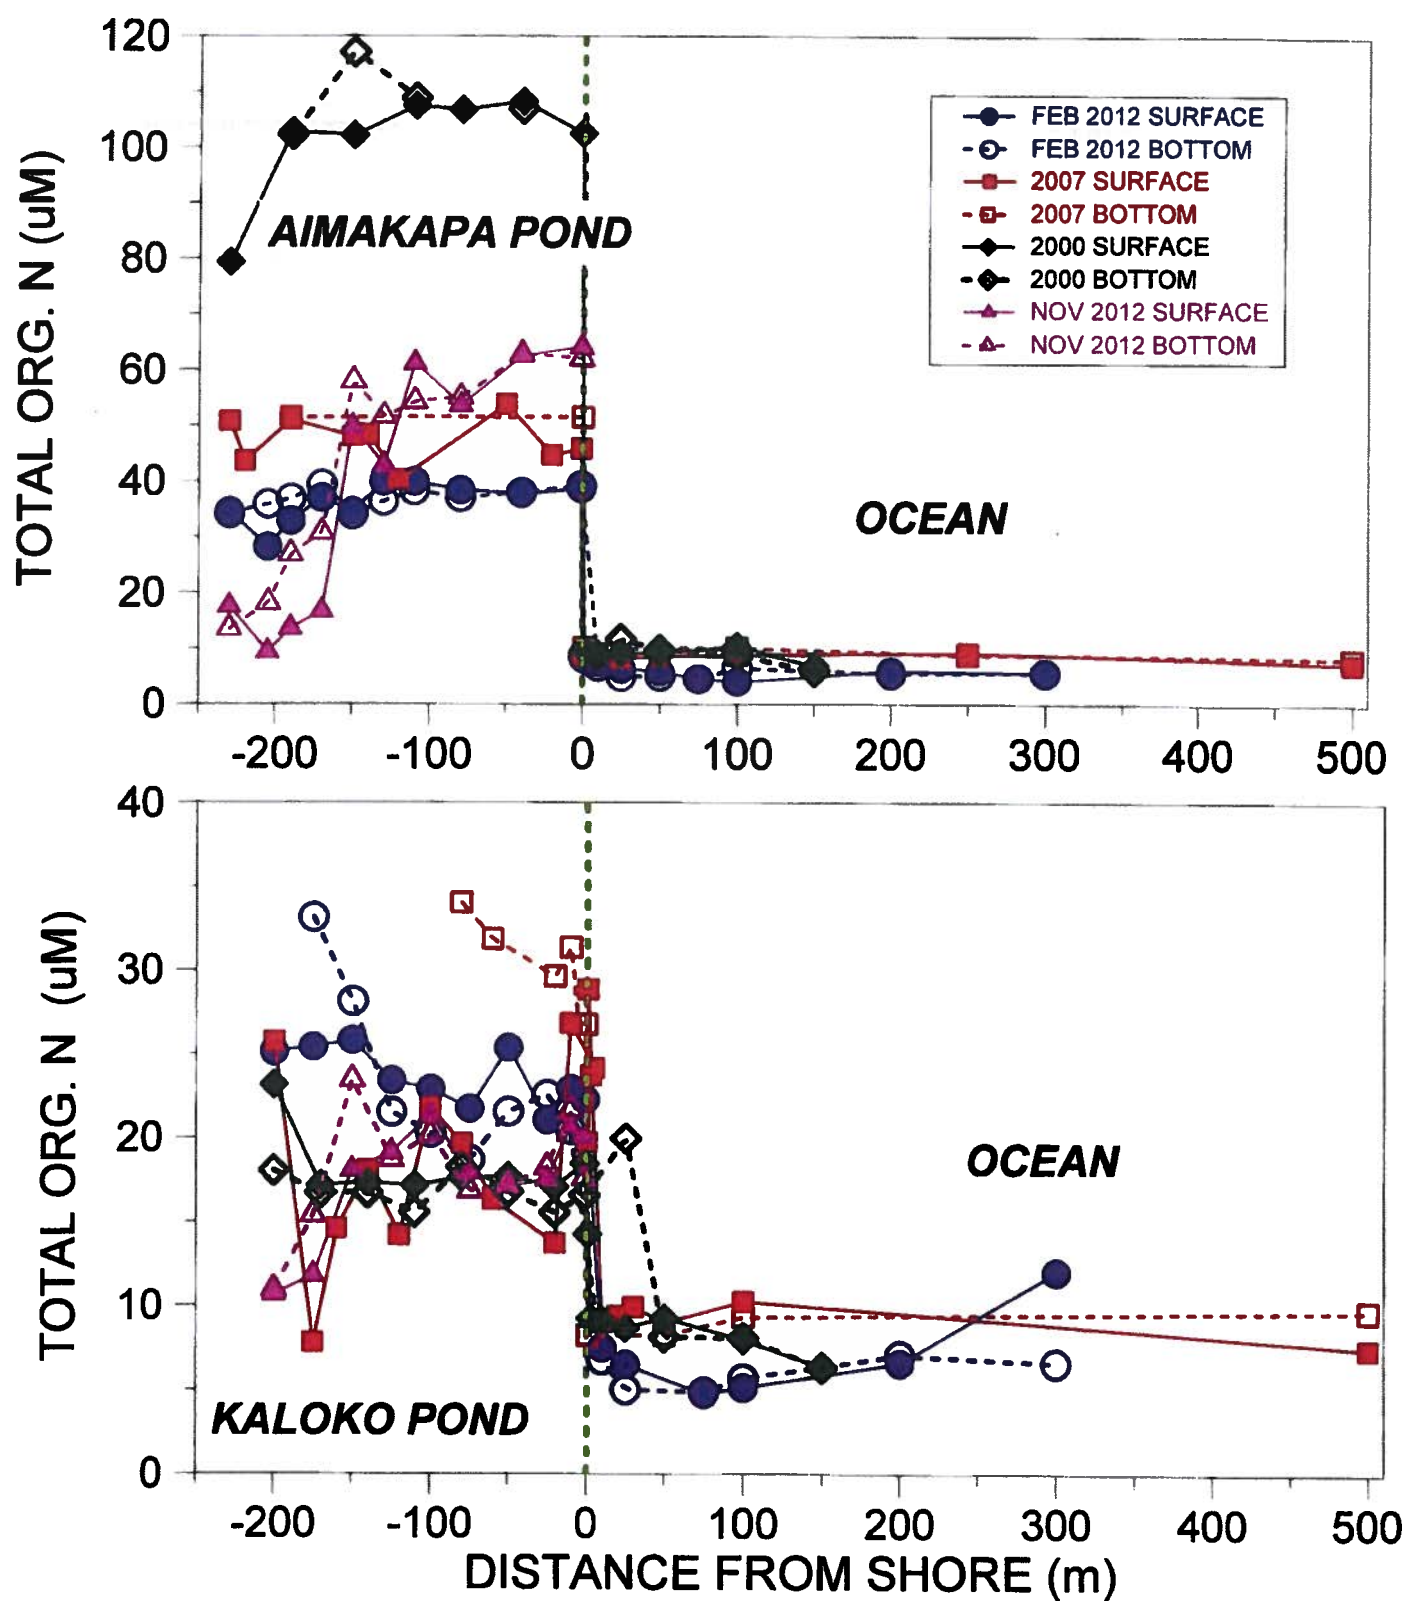 120
100
80
60
40
20
0
TOTAL ORG. N (uM)
AIMAKAPA POND
OCEAN
FEB 2012 SURFACE
FEB 2012 BOTTOM
2007 SURFACE
2007 BOTTOM
2000 SURFACE
2000 BOTTOM
NOV 2012 SURFACE
NOV 2012 BOTTOM
-200 -100 0 100 200 300 400 500
40
30
20
10
0
TOTAL ORG. N (uM)
OCEAN
KALOKO POND
-200 -100 0 100 200 300 400 500
DISTANCE FROM SHORE (m)